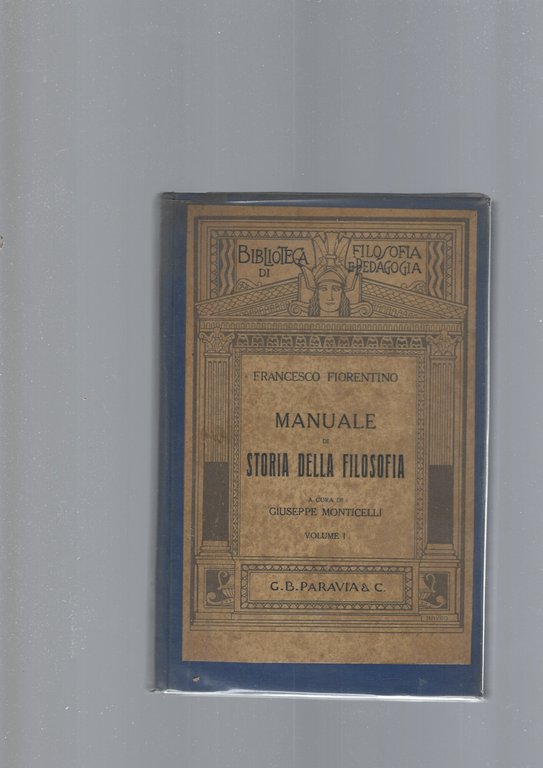 BIBLIOTECA DI
FILOSOFIA E PEDAGOGIA
FRANCESCO FIORENTINO
MANUALE
DI
STORIA DELLA FILOSOFIA
A CURA DI
GIUSEPPE MONTICELLI
VOLUME I
G. B. PARAVIA & C.